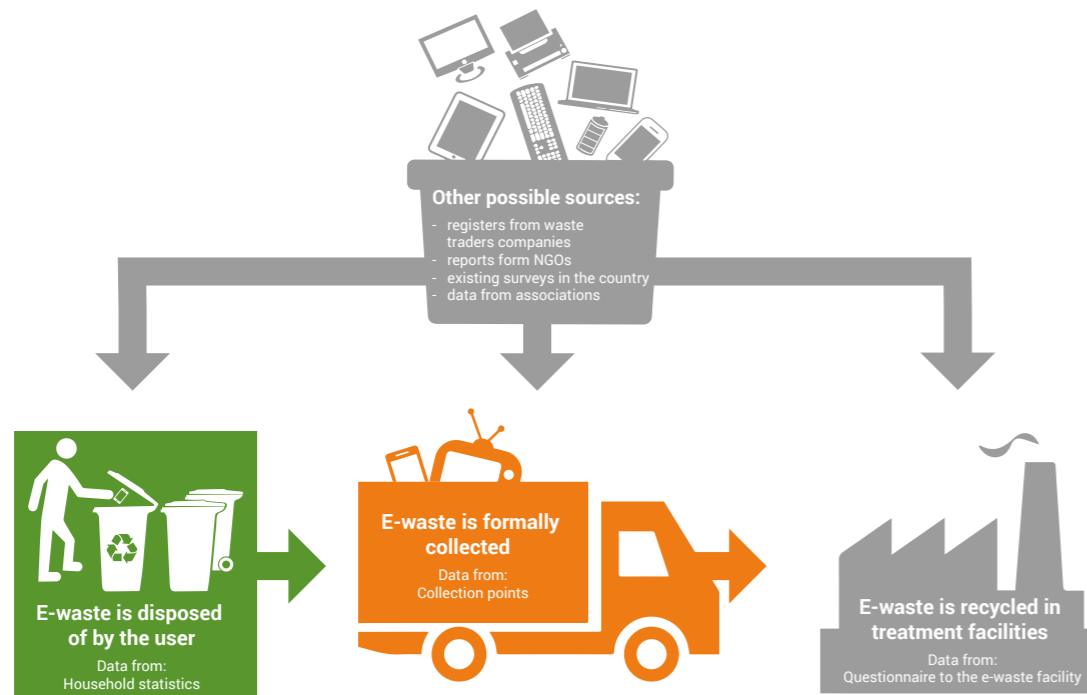 Other possible sources:
- registers from waste
traders companies
- reports form NGOs
- existing surveys in the country
- data from associations
E-waste is disposed
of by the user
Data from:
Household statistics
E-waste is formally
collected
Data from:
Collection points
E-waste is recycled in
treatment facilities
Data from:
Questionnaire to the e-waste facility